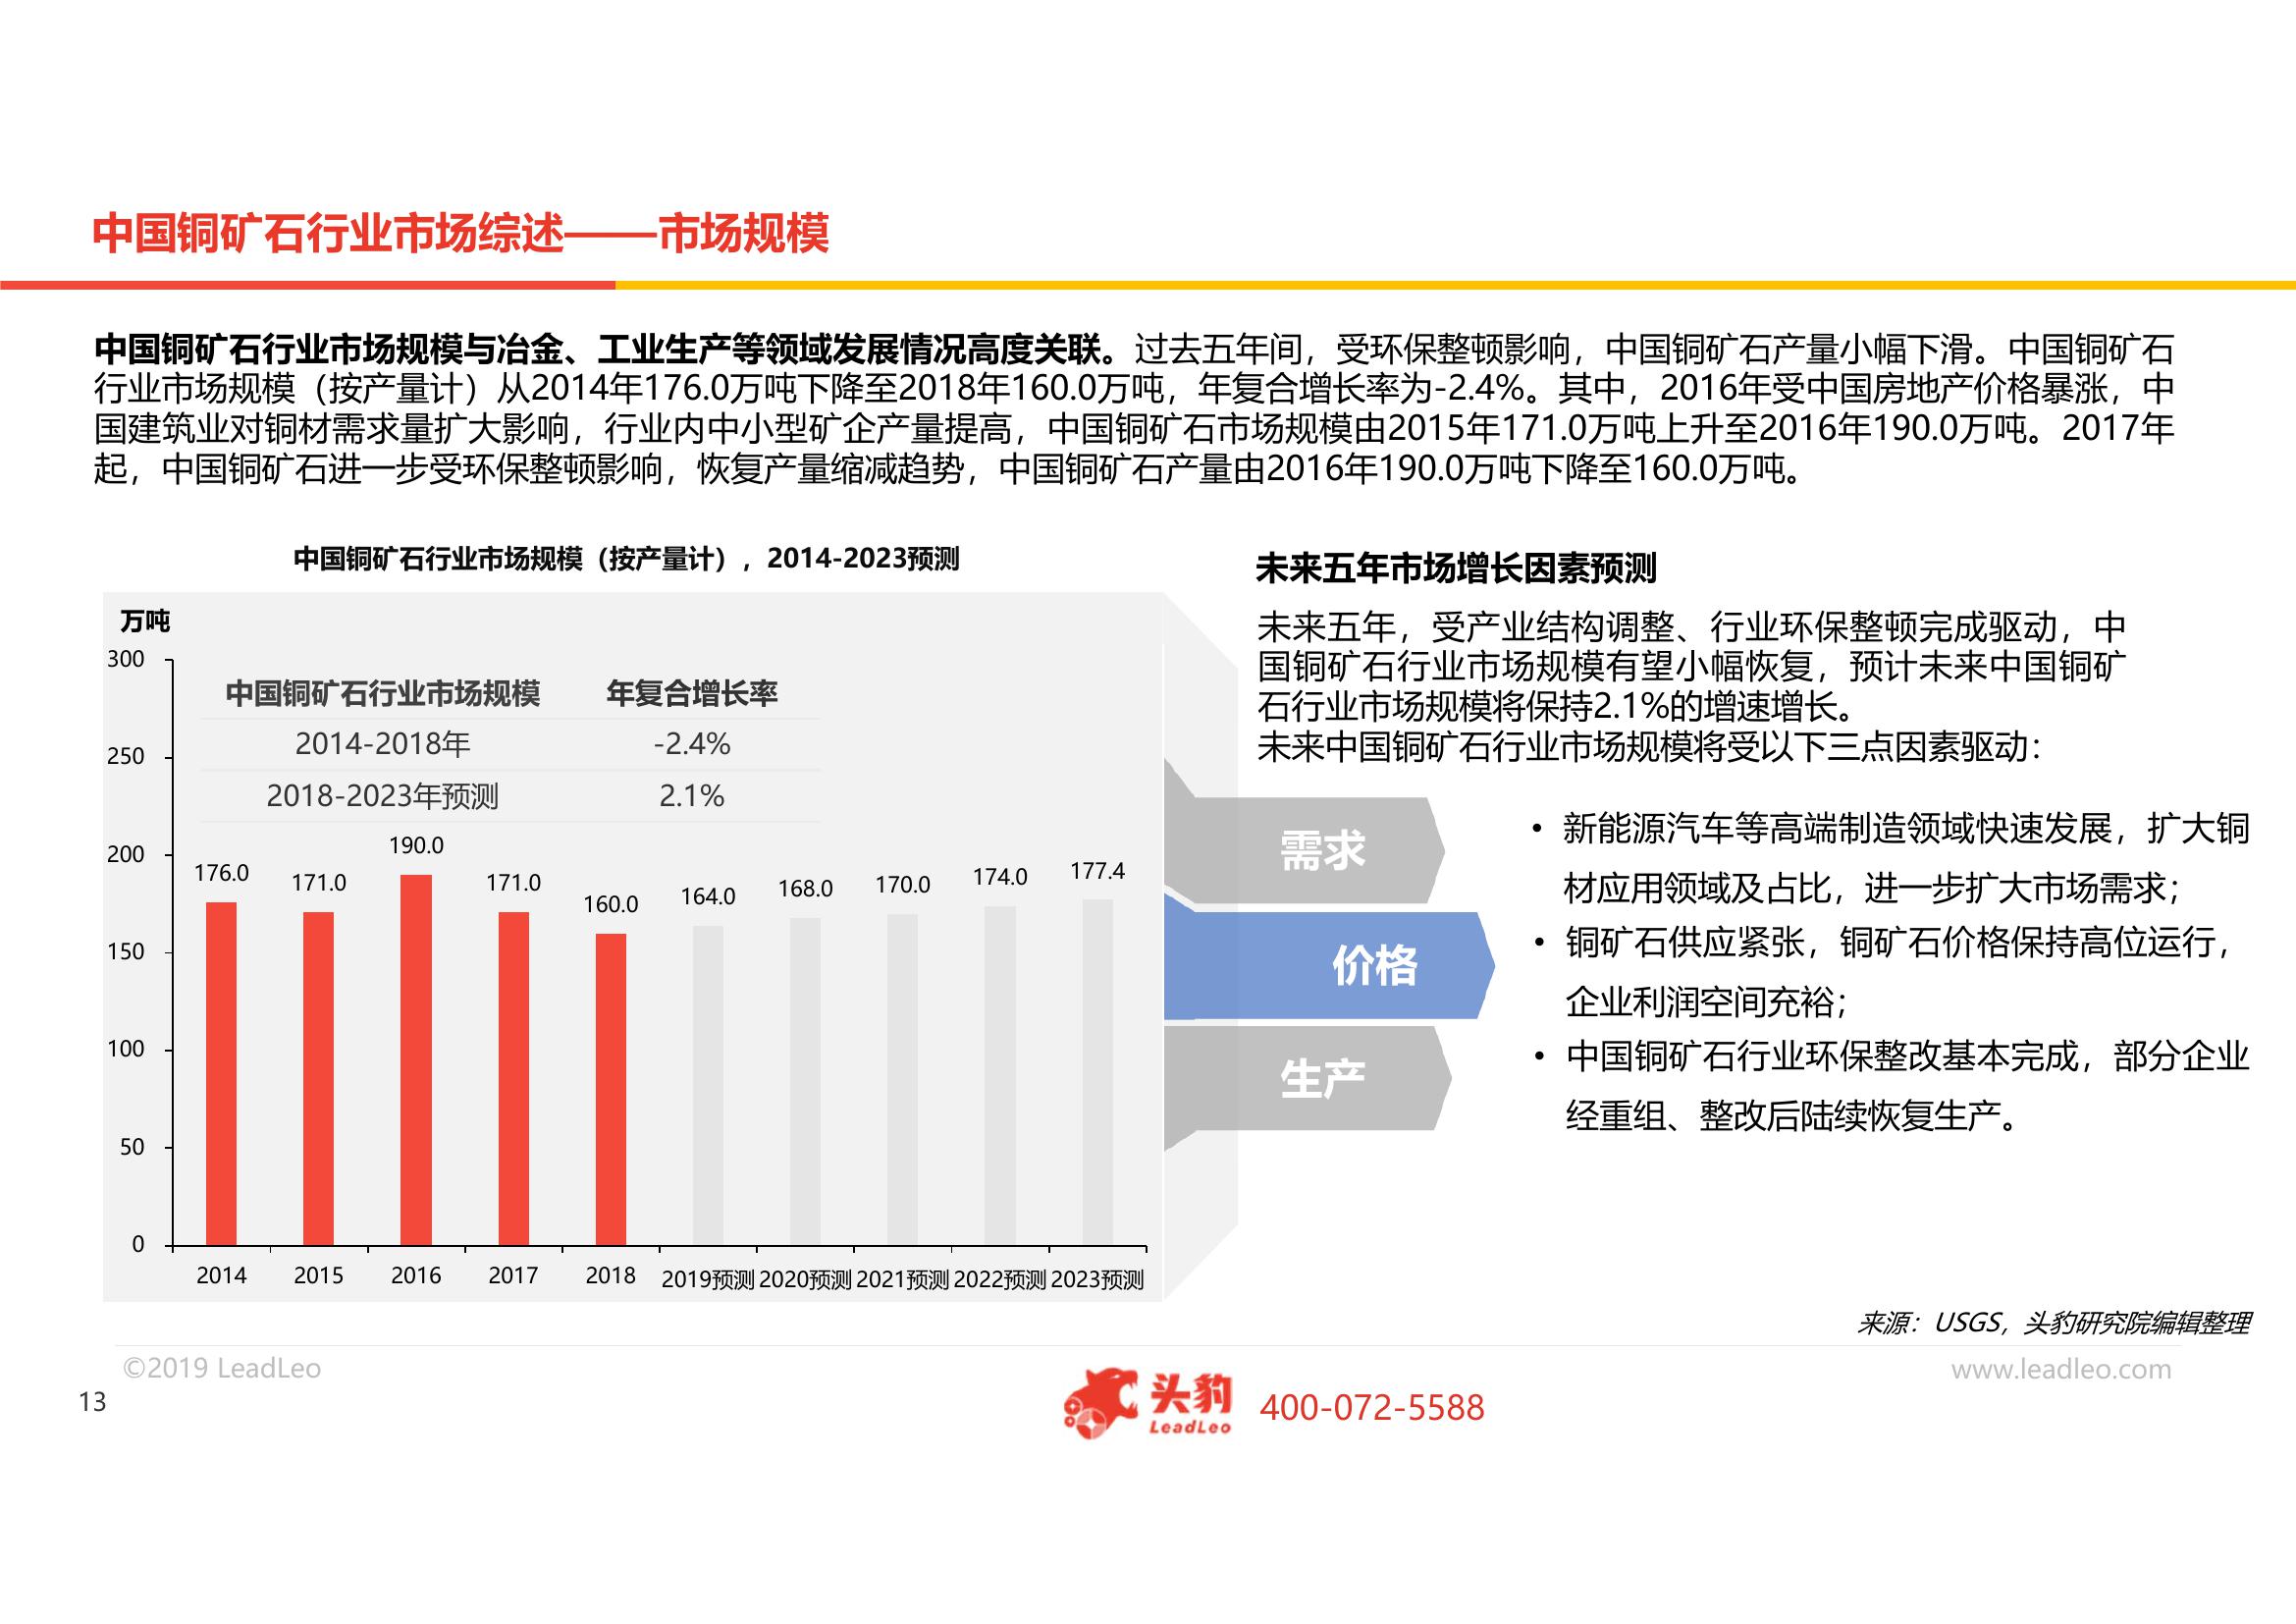 中国铜矿石行业市场综述——市场规模
中国铜矿石行业市场规模与冶金、工业生产等领域发展情况高度关联。过去五年间，受环保整顿影响，中国铜矿石产量小幅下滑。中国铜矿石
行业市场规模（按产量计）从2014年176.0万吨下降至2018年160.0万吨，年复合增长率为-2.4%。其中，2016年受中国房地产价格暴涨，中
国建筑业对铜材需求量扩大影响，行业内中小型矿企产量提高，中国铜矿石市场规模由2015年171.0万吨上升至2016年190.0万吨。2017年
起，中国铜矿石进一步受环保整顿影响，恢复产量缩减趋势，中国铜矿石产量由2016年190.0万吨下降至160.0万吨。
中国铜矿石行业市场规模（按产量计），2014-2023预测
万吨
300
250
200
150
100
50
0
中国铜矿石行业市场规模 年复合增长率
2014-2018年 -2.4%
2018-2023年预测 2.1%
176.0 171.0 190.0 171.0 160.0 164.0 168.0 170.0 174.0 177.4
2014 2015 2016 2017 2018 2019预测 2020预测 2021预测 2022预测 2023预测
未来五年市场增长因素预测
未来五年，受产业结构调整、行业环保整顿完成驱动，中
国铜矿石行业市场规模有望小幅恢复，预计未来中国铜矿
石行业市场规模将保持2.1%的增速增长。
未来中国铜矿石行业市场规模将受以下三点因素驱动：
需求
• 新能源汽车等高端制造领域快速发展，扩大铜
材应用领域及占比，进一步扩大市场需求；
价格
• 铜矿石供应紧张，铜矿石价格保持高位运行，
企业利润空间充裕；
生产
• 中国铜矿石行业环保整改基本完成，部分企业
经重组、整改后陆续恢复生产。
来源：USGS，头豹研究院编辑整理
©2019 LeadLeo
www.leadleo.com
13
头豹
LeadLeo
400-072-5588